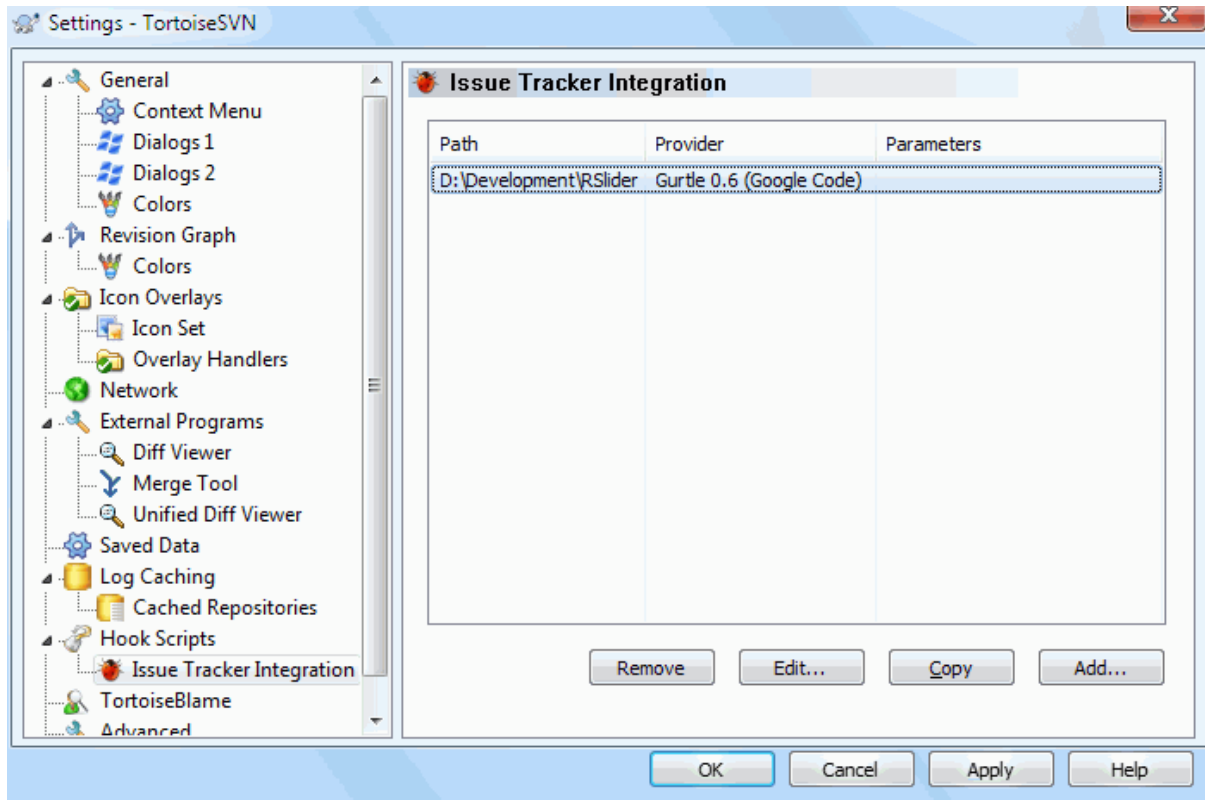 Settings - TortoiseSVN
General
Context Menu
Dialogs 1
Dialogs 2
Colors
Revision Graph
Colors
Icon Overlays
Icon Set
Overlay Handlers
Network
External Programs
Diff Viewer
Merge Tool
Unified Diff Viewer
Saved Data
Log Caching
Cached Repositories
Hook Scripts
Issue Tracker Integration
TortoiseBlame
Advanced
Issue Tracker Integration
Path Provider Parameters
D:\Development\RSlider Gurtle 0.6 (Google Code)
Remove Edit... Copy Add...
OK Cancel Apply Help